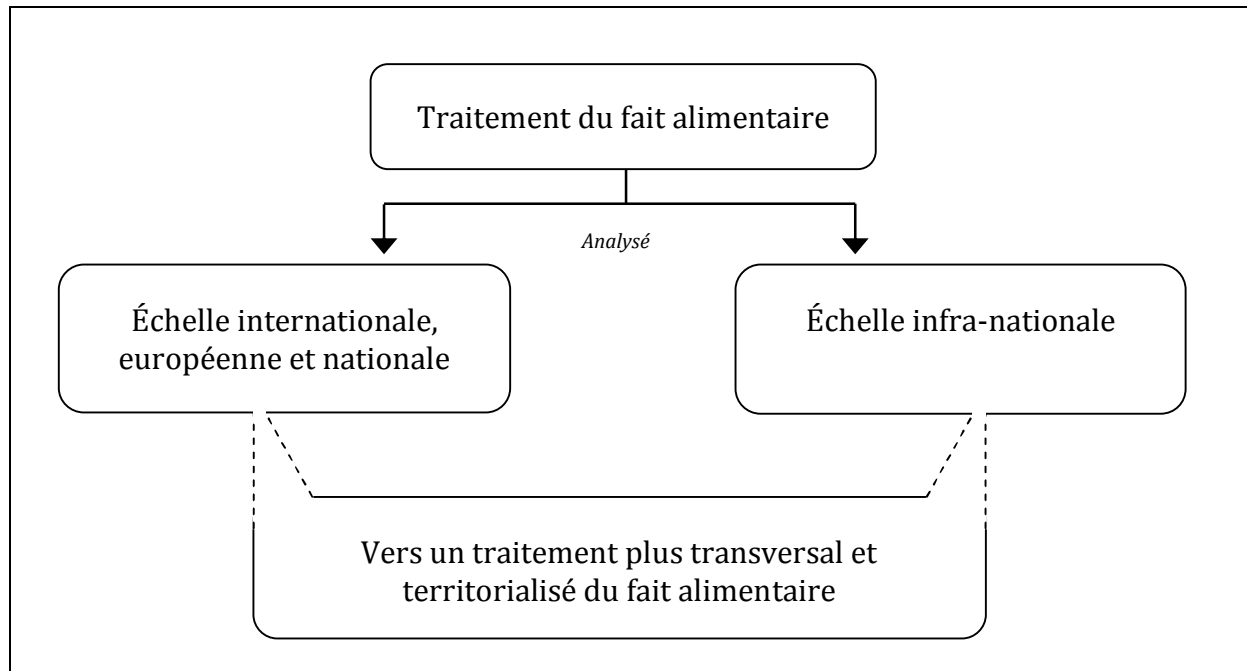 Traitement du fait alimentaire
Analysé
Échelle internationale,
européenne et nationale
Échelle infra-nationale
Vers un traitement plus transversal et
territorialisé du fait alimentaire